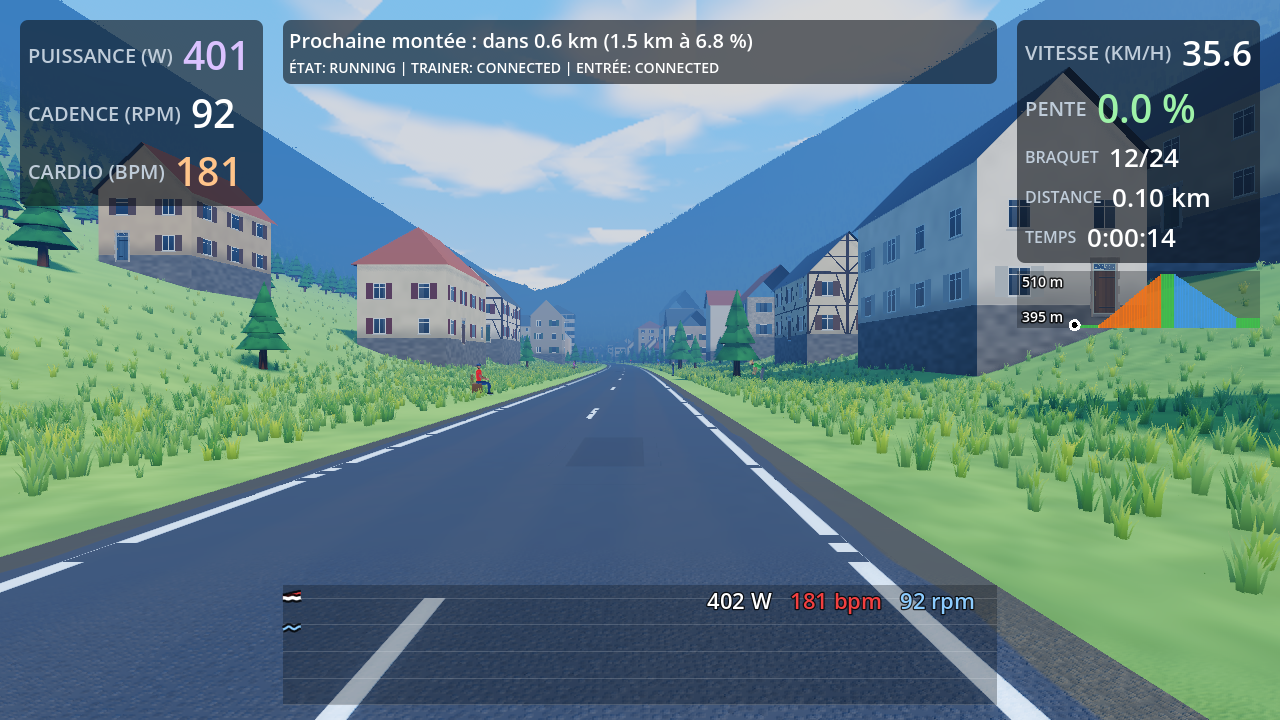 PUISSANCE (W) 401
CADENCE (RPM) 92
CARDIO (BPM) 181
Prochaine montée : dans 0.6 km (1.5 km à 6.8 %)
ÉTAT: RUNNING | TRAINER: CONNECTED | ENTRÉE: CONNECTED
VITESSE (KM/H) 35.6
PENTE 0.0 %
BRAQUET 12/24
DISTANCE 0.10 km
TEMPS 0:00:14
510 m
395 m
402 W 181 bpm 92 rpm